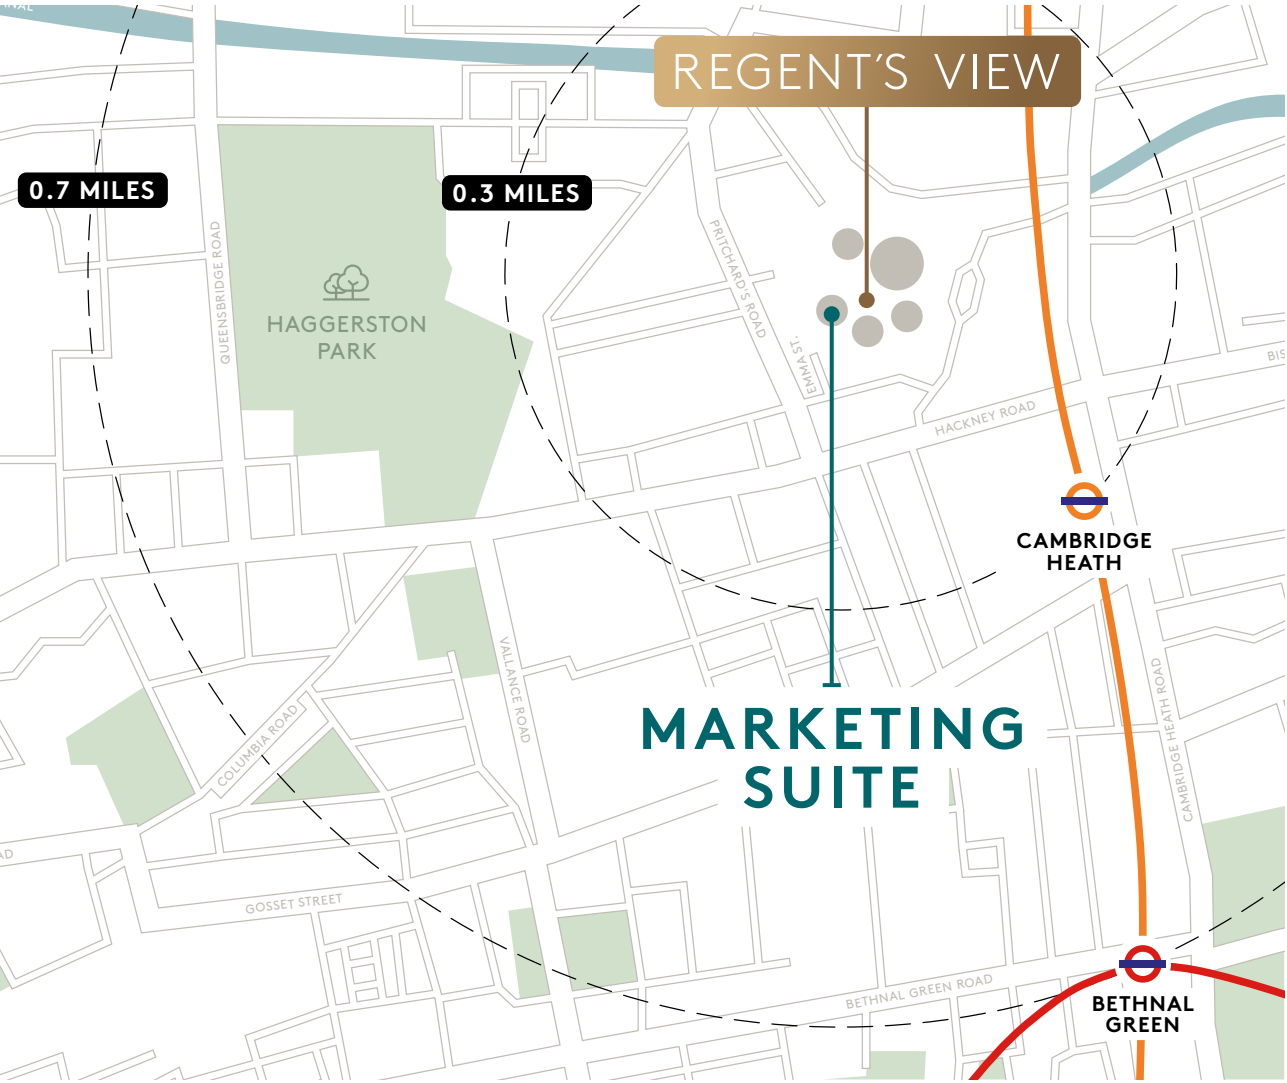 REGENT'S VIEW
0.7 MILES
0.3 MILES
QUEENSBRIDGE ROAD
PRITCHARD'S ROAD
HAGGERSTON
PARK
EMMA ST.
HACKNEY ROAD
CAMBRIDGE
HEATH
VALLANCE ROAD
COLUMBIA ROAD
CAMBRIDGE HEATH ROAD
MARKETING
SUITE
GOSSET STREET
BETHNAL GREEN ROAD
BETHNAL
GREEN